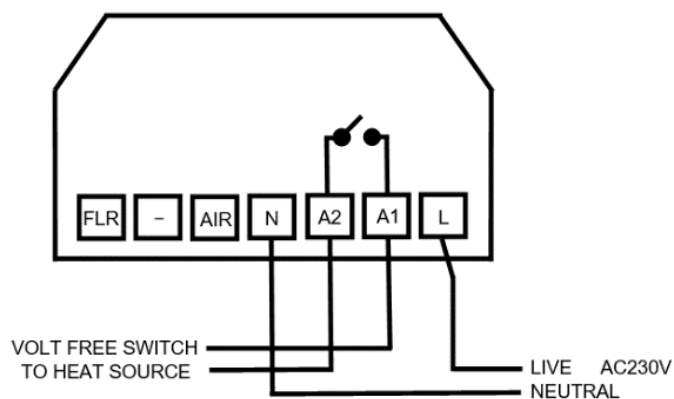 FLR – AIR N A2 A1 L
VOLT FREE SWITCH
TO HEAT SOURCE
LIVE AC230V
NEUTRAL